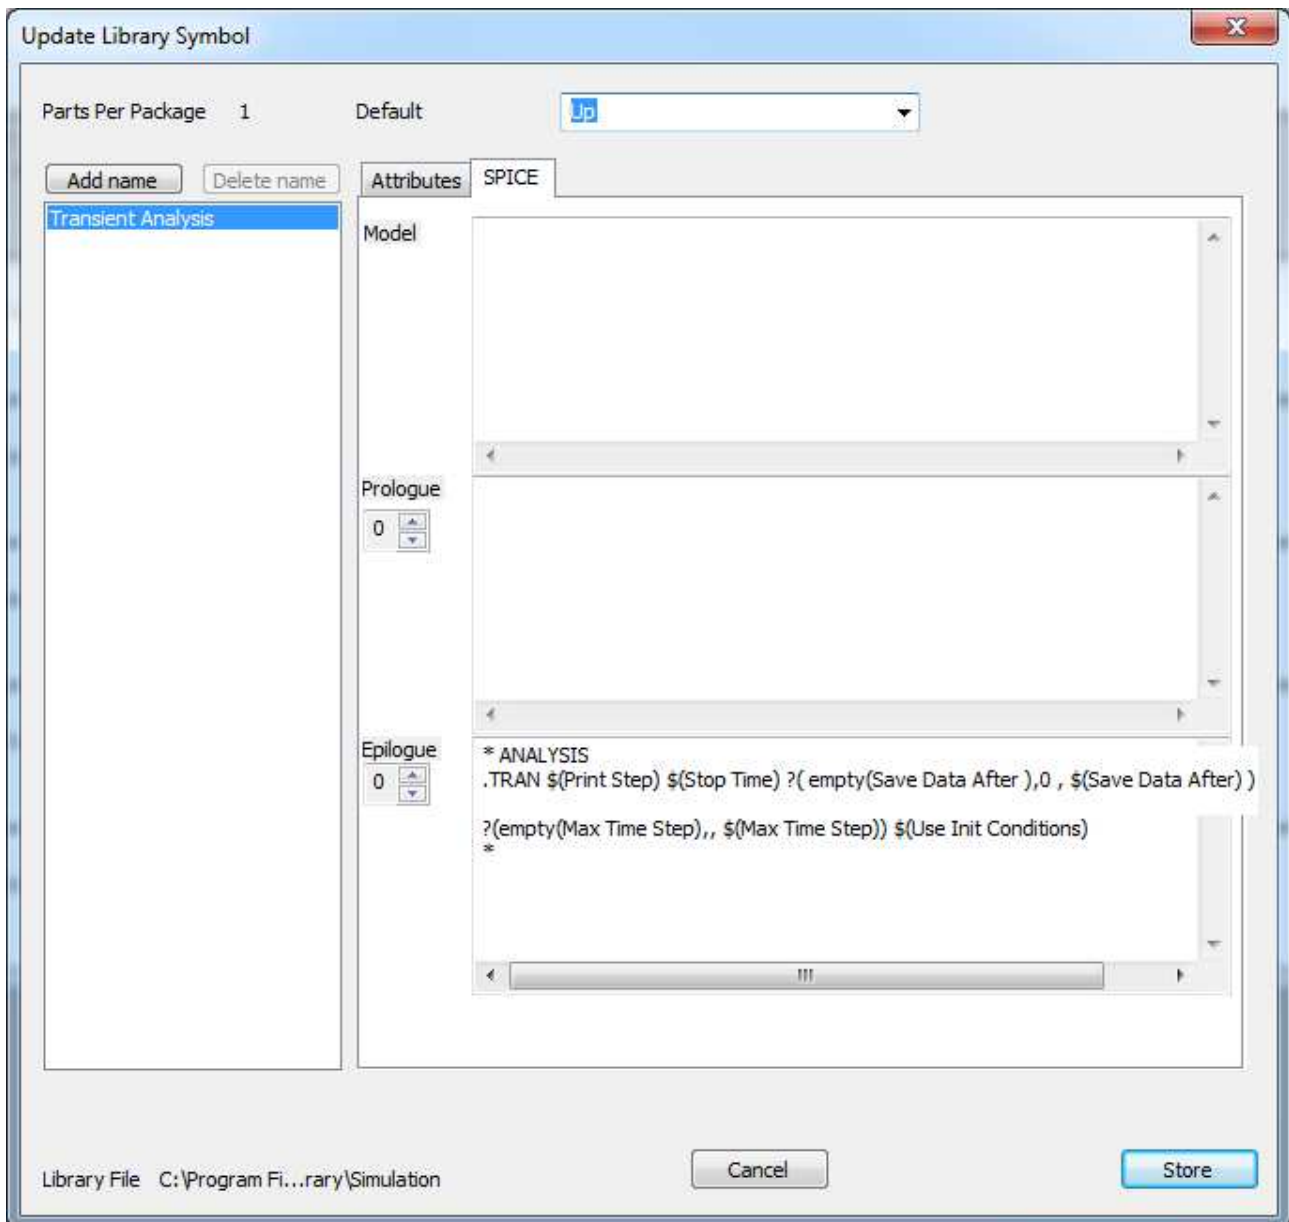 Update Library Symbol
Parts Per Package 1 Default Up
Add name Delete name Attributes SPICE
Transient Analysis
Model
Prologue
0
Epilogue
0
* ANALYSIS
.TRAN $(Print Step) $(Stop Time) ?( empty(Save Data After ),0 , $(Save Data After) )
?(empty(Max Time Step),, $(Max Time Step)) $(Use Init Conditions)
*
Library File C:\Program Fi...rary\Simulation Cancel Store